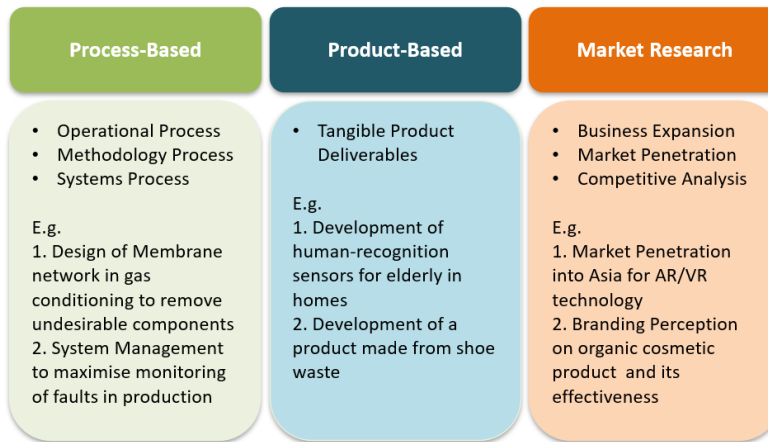 Process-Based
• Operational Process
• Methodology Process
• Systems Process
E.g.
1. Design of Membrane
network in gas
conditioning to remove
undesirable components
2. System Management
to maximise monitoring
of faults in production
Product-Based
• Tangible Product
Deliverables
E.g.
1. Development of
human-recognition
sensors for elderly in
homes
2. Development of a
product made from shoe
waste
Market Research
• Business Expansion
• Market Penetration
• Competitive Analysis
E.g.
1. Market Penetration
into Asia for AR/VR
technology
2. Branding Perception
on organic cosmetic
product and its
effectiveness